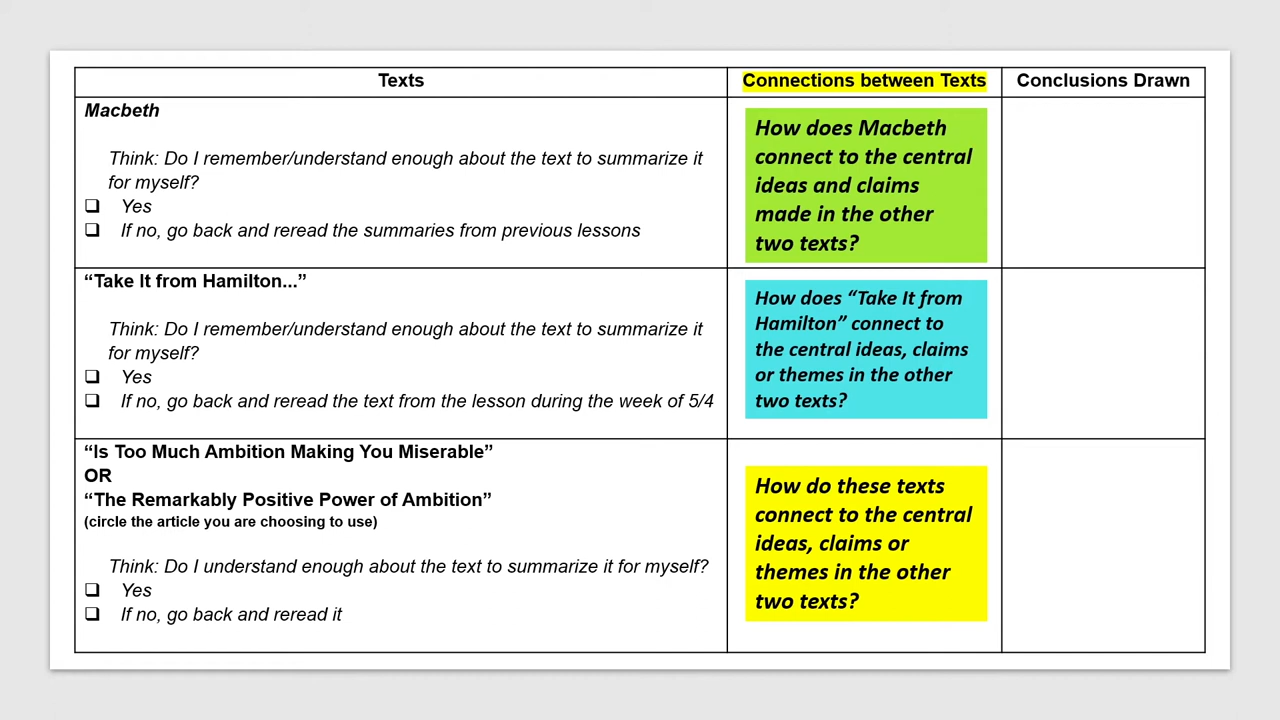 Texts
Connections between Texts
Conclusions Drawn
Macbeth
Think: Do I remember/understand enough about the text to summarize it
for myself?
❑ Yes
❑ If no, go back and reread the summaries from previous lessons
How does Macbeth
connect to the central
ideas and claims
made in the other
two texts?
“Take It from Hamilton...”
Think: Do I remember/understand enough about the text to summarize it
for myself?
❑ Yes
❑ If no, go back and reread the text from the lesson during the week of 5/4
How does “Take It from
Hamilton” connect to
the central ideas, claims
or themes in the other
two texts?
“Is Too Much Ambition Making You Miserable”
OR
“The Remarkably Positive Power of Ambition”
(circle the article you are choosing to use)
Think: Do I understand enough about the text to summarize it for myself?
❑ Yes
❑ If no, go back and reread it
How do these texts
connect to the central
ideas, claims or
themes in the other
two texts?